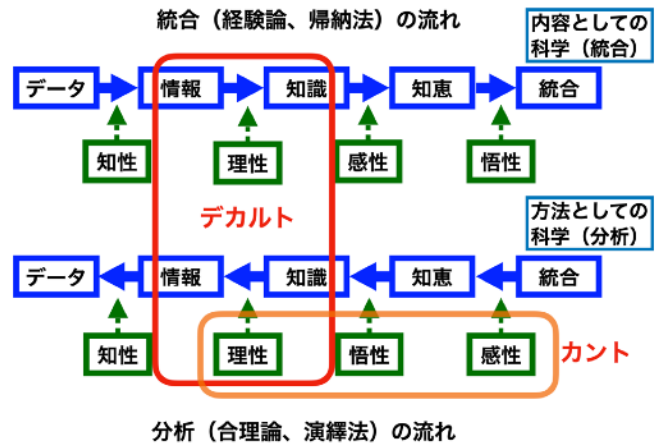 統合（経験論、帰納法）の流れ
内容としての
科学（統合）
データ 情報 知識 知恵 統合
知性 理性 感性 悟性
デカルト
方法としての
科学（分析）
データ 情報 知識 知恵 統合
知性 理性 悟性 感性
カント
分析（合理論、演繹法）の流れ